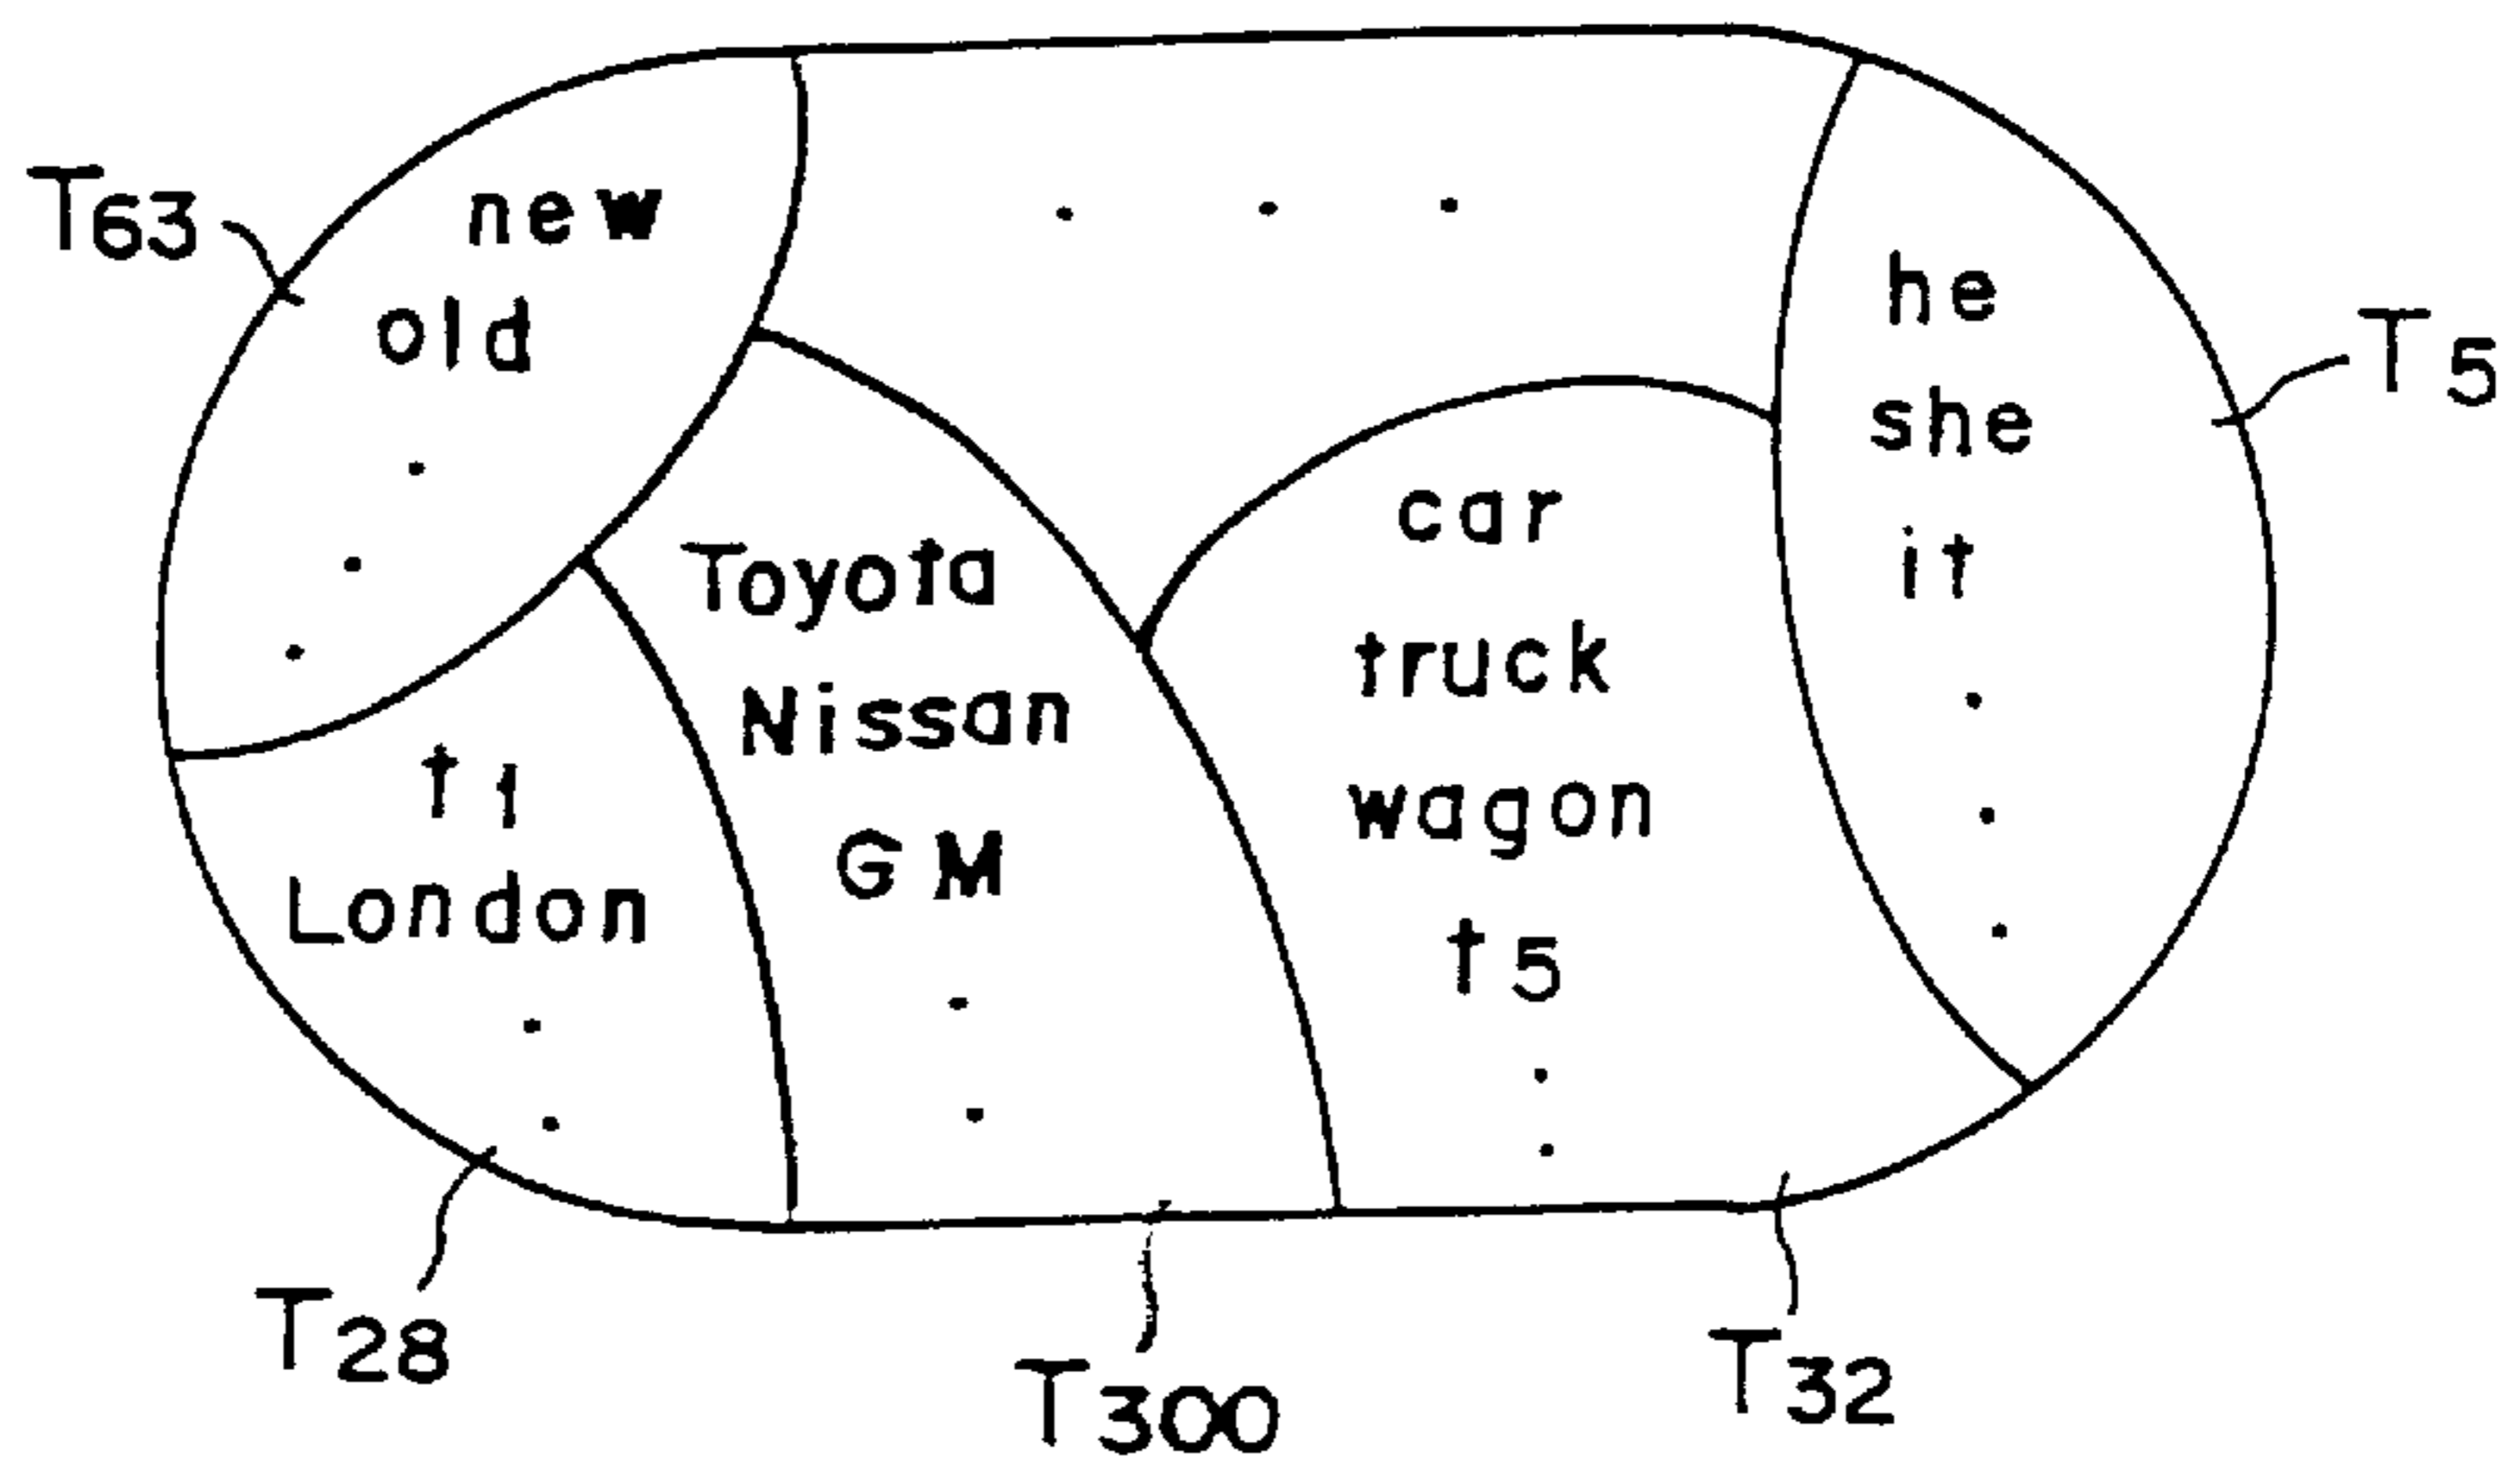 T63
new
old
he
she
it
T5
Toyota
Nissan
GM
car
truck
wagon
t5
t1
London
T28
T300
T32